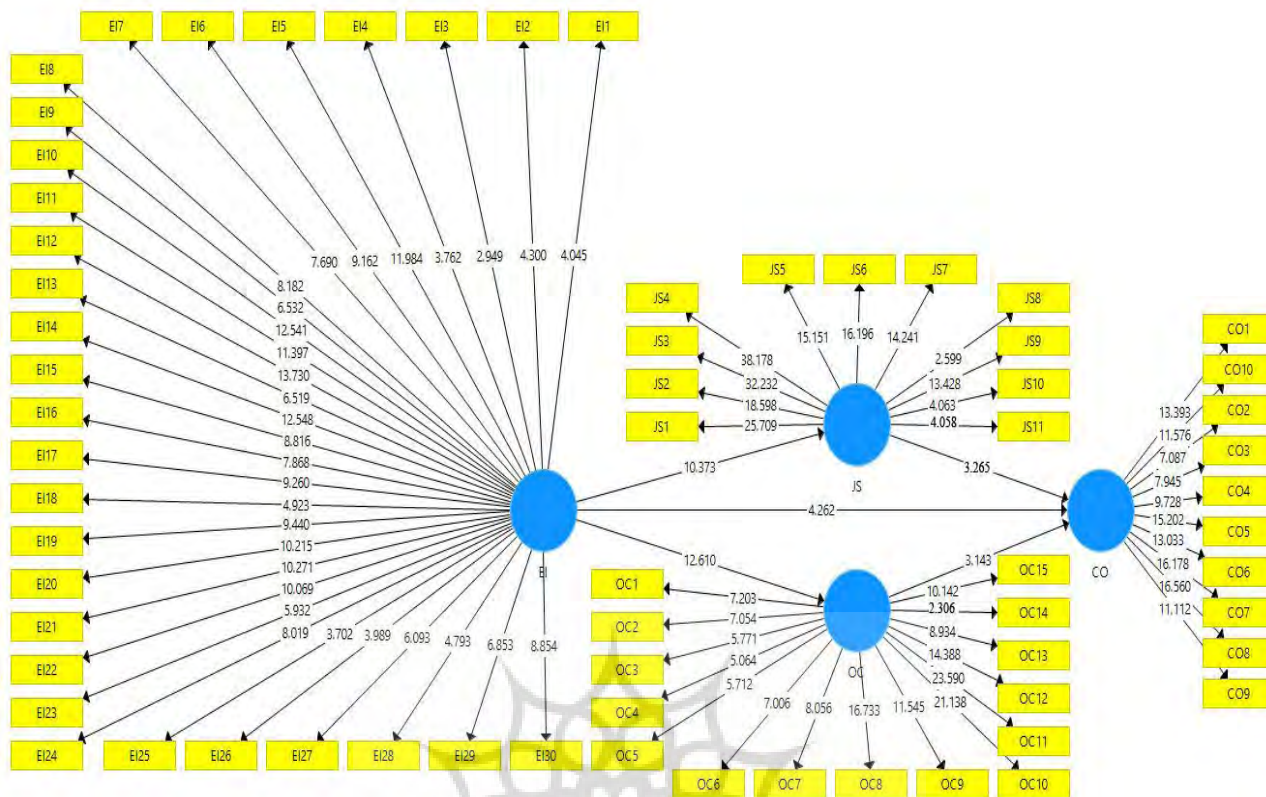 EI7 EI6 EI5 EI4 EI3 EI2 EI1
EI8
EI9
EI10
EI11
EI12
EI13
EI14
EI15
EI16
EI17
EI18
EI19
EI20
EI21
EI22
EI23
EI24 EI25 EI26 EI27 EI28 EI29 EI30
7.690 9.162 11.984 3.762 2.949 4.300 4.045
8.182
6.532
12.541
11.397
13.730
6.519
12.548
8.816
7.868
9.260
4.923
9.440
10.215
10.271
10.069
5.932
8.019 3.702 3.989 6.093 4.793 6.853 8.854
EI
10.373
4.262
12.610
JS5 JS6 JS7
JS4 JS8
JS3 JS9
JS2 JS10
JS1 JS11
15.151 16.196 14.241
38.178 2.599
32.232 13.428
18.598 4.063
25.709 4.058
JS
3.265
3.143
OC1 OC15
OC2 OC14
OC3 OC13
OC4 OC12
OC5 OC11
OC6 OC7 OC8 OC9 OC10
7.203 10.142
7.054 2.306
5.771 8.934
5.064 14.388
5.712 23.590
7.006 8.056 16.733 11.545 21.138
OC
CO1
CO10
CO2
CO3
CO4
CO5
CO6
CO7
CO8
CO9
13.393
11.576
7.087
7.945
9.728
15.202
13.033
16.178
16.560
11.112
CO